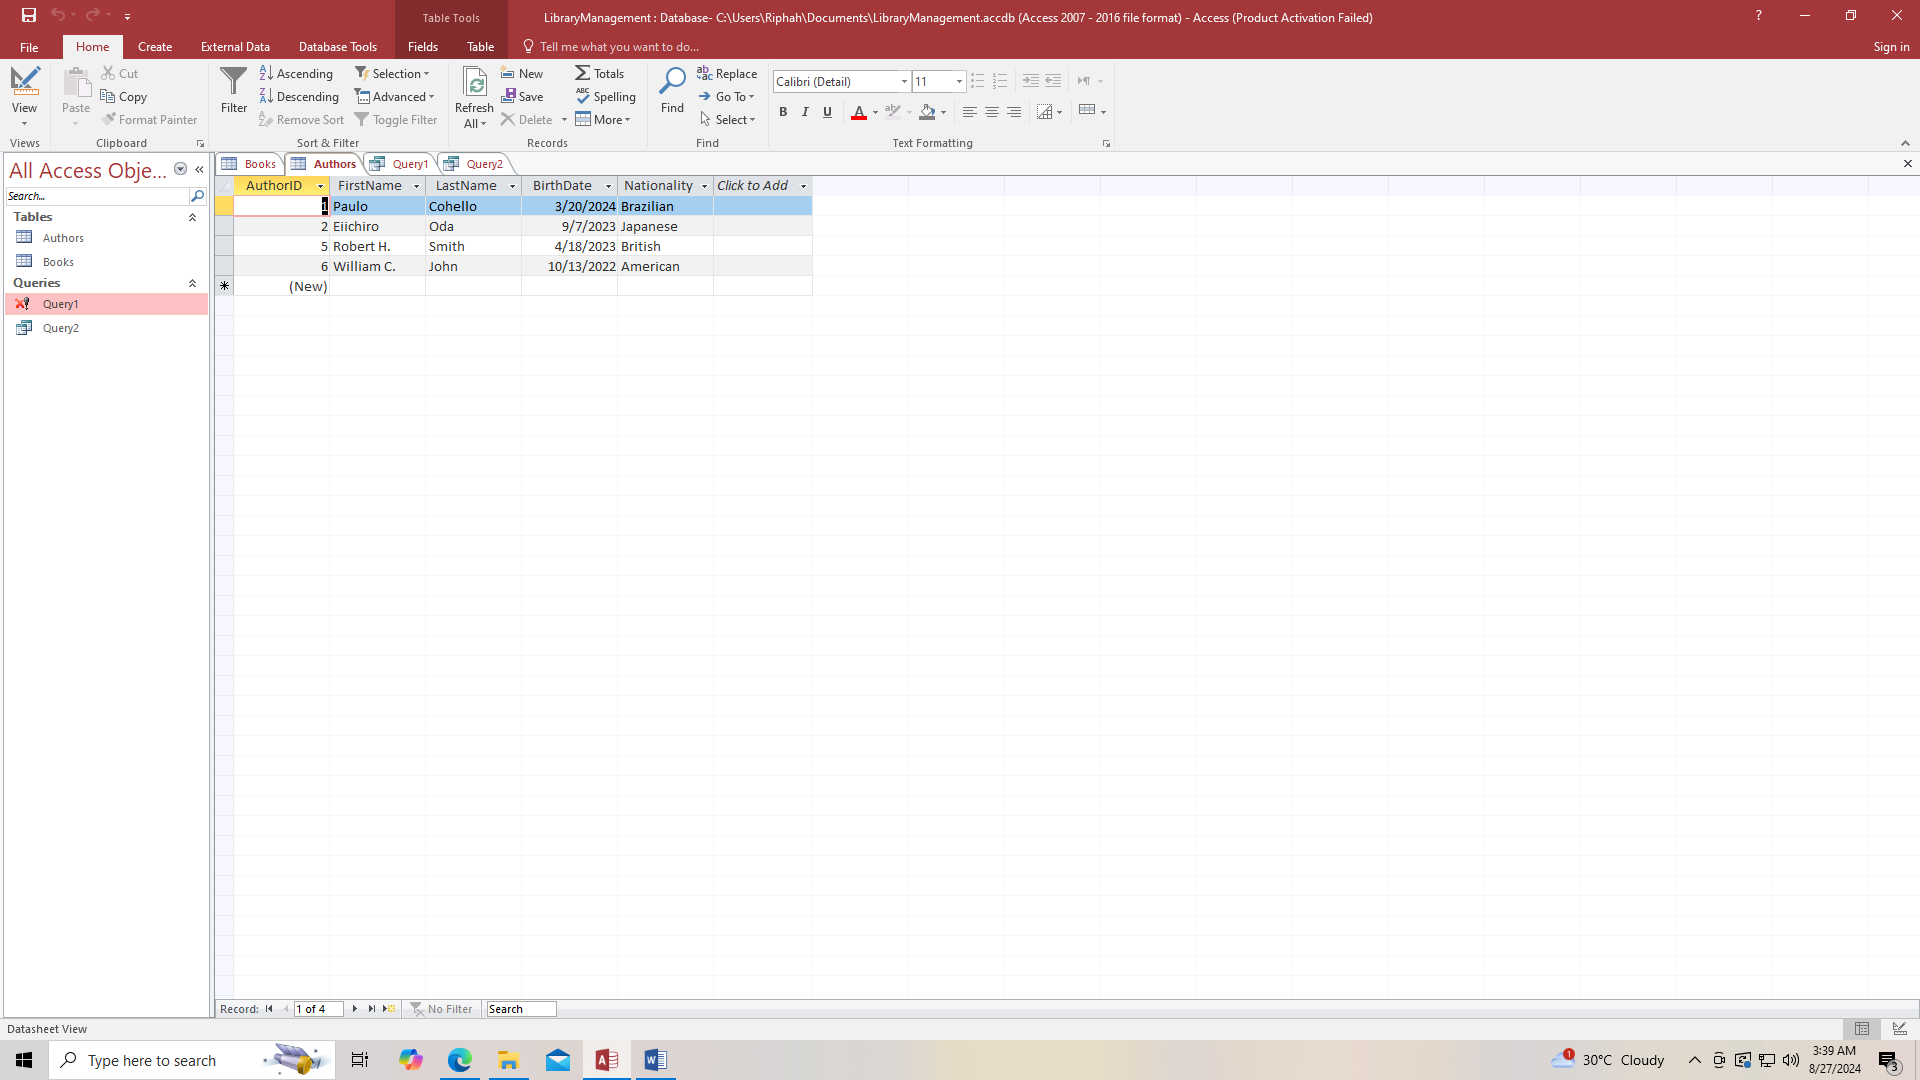 Table Tools
LibraryManagement : Database- C:\Users\Riphah\Documents\LibraryManagement.accdb (Access 2007 - 2016 file format) - Access (Product Activation Failed)
?
File Home Create External Data Database Tools Fields Table Tell me what you want to do... Sign in
View
Paste
Cut
Copy
Format Painter
Filter
Ascending
Descending
Remove Sort
Selection
Advanced
Toggle Filter
Refresh
All
New
Save
Delete
Totals
Spelling
More
Find
Replace
Go To
Select
Calibri (Detail) 11
B I U
Views Clipboard Sort & Filter Records Find Text Formatting
All Access Obje...
Search...
Tables
Authors
Books
Queries
Query1
Query2
Books Authors Query1 Query2
AuthorID FirstName LastName BirthDate Nationality Click to Add
1 Paulo Cohello 3/20/2024 Brazilian
2 Eiichiro Oda 9/7/2023 Japanese
5 Robert H. Smith 4/18/2023 British
6 William C. John 10/13/2022 American
(New)
Record: 1 of 4 No Filter Search
Datasheet View
Type here to search
1 30°C Cloudy
3:39 AM
8/27/2024
3